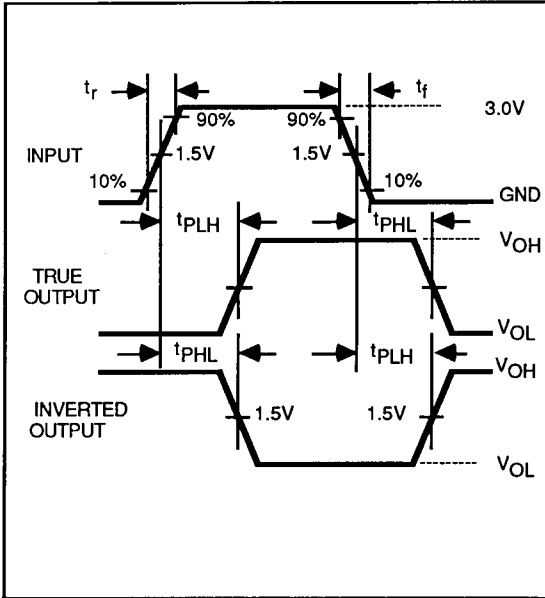 tr
tf
3.0V
90%
90%
INPUT
1.5V
1.5V
10%
10%
GND
tPLH
tPHL
VOH
TRUE
OUTPUT
VOL
tPHL
tPLH
VOH
INVERTED
OUTPUT
1.5V
1.5V
VOL